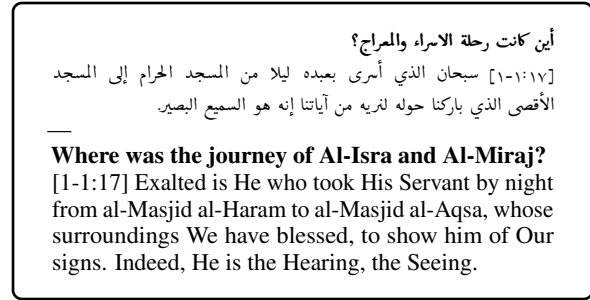 أين كانت رحلة الاسراء والمعراج؟
[١٧:١-١] سبحان الذي أسرى بعبده ليلا من المسجد الحرام إلى المسجد
الأقصى الذي باركنا حوله لنريه من آياتنا إنه هو السميع البصير.
Where was the journey of Al-Isra and Al-Miraj?
[1-1:17] Exalted is He who took His Servant by night
from al-Masjid al-Haram to al-Masjid al-Aqsa, whose
surroundings We have blessed, to show him of Our
signs. Indeed, He is the Hearing, the Seeing.